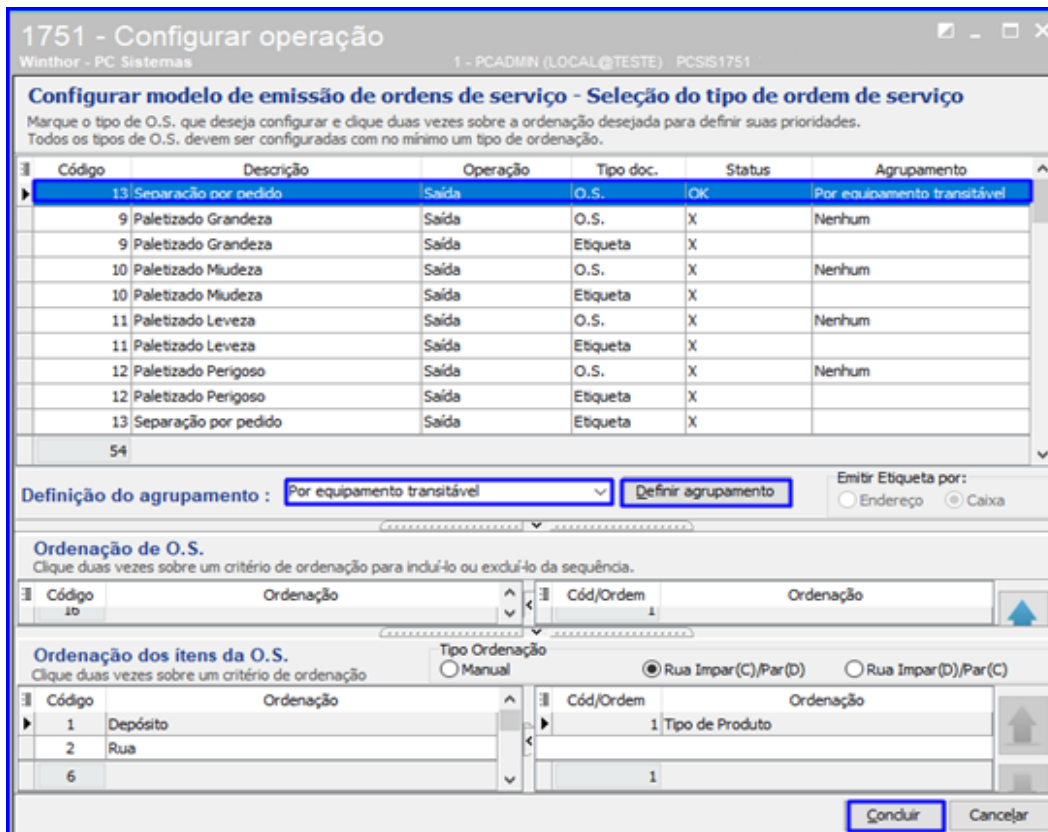 1751 - Configurar operação
Winthor - PC Sistemas 1 - PCADMIN (LOCAL@TESTE) PCSIS1751
Configurar modelo de emissão de ordens de serviço - Seleção do tipo de ordem de serviço
Marque o tipo de O.S. que deseja configurar e clique duas vezes sobre a ordenação desejada para definir suas prioridades.
Todos os tipos de O.S. devem ser configuradas com no mínimo um tipo de ordenação.
Código Descrição Operação Tipo doc. Status Agrupamento
13 Separação por pedido Saída O.S. OK Por equipamento transitável
9 Paletizado Grandeza Saída O.S. X Nenhum
9 Paletizado Grandeza Saída Etiqueta X
10 Paletizado Miudeza Saída O.S. X Nenhum
10 Paletizado Miudeza Saída Etiqueta X
11 Paletizado Leveza Saída O.S. X Nenhum
11 Paletizado Leveza Saída Etiqueta X
12 Paletizado Perigoso Saída O.S. X Nenhum
12 Paletizado Perigoso Saída Etiqueta X
13 Separação por pedido Saída Etiqueta X
54
Definição do agrupamento : Por equipamento transitável Definir agrupamento Emitir Etiqueta por:
Endereço Caixa
Ordenação de O.S.
Clique duas vezes sobre um critério de ordenação para incluí-lo ou excluí-lo da sequência.
Código Ordenação Cód/Ordem Ordenação
16 1
Ordenação dos ítens da O.S. Tipo Ordenação
Clique duas vezes sobre um critério de ordenação Manual Rua Impar(C)/Par(D) Rua Impar(D)/Par(C)
Código Ordenação Cód/Ordem Ordenação
1 Depósito 1 Tipo de Produto
2 Rua
6 1
Concluir Cancelar